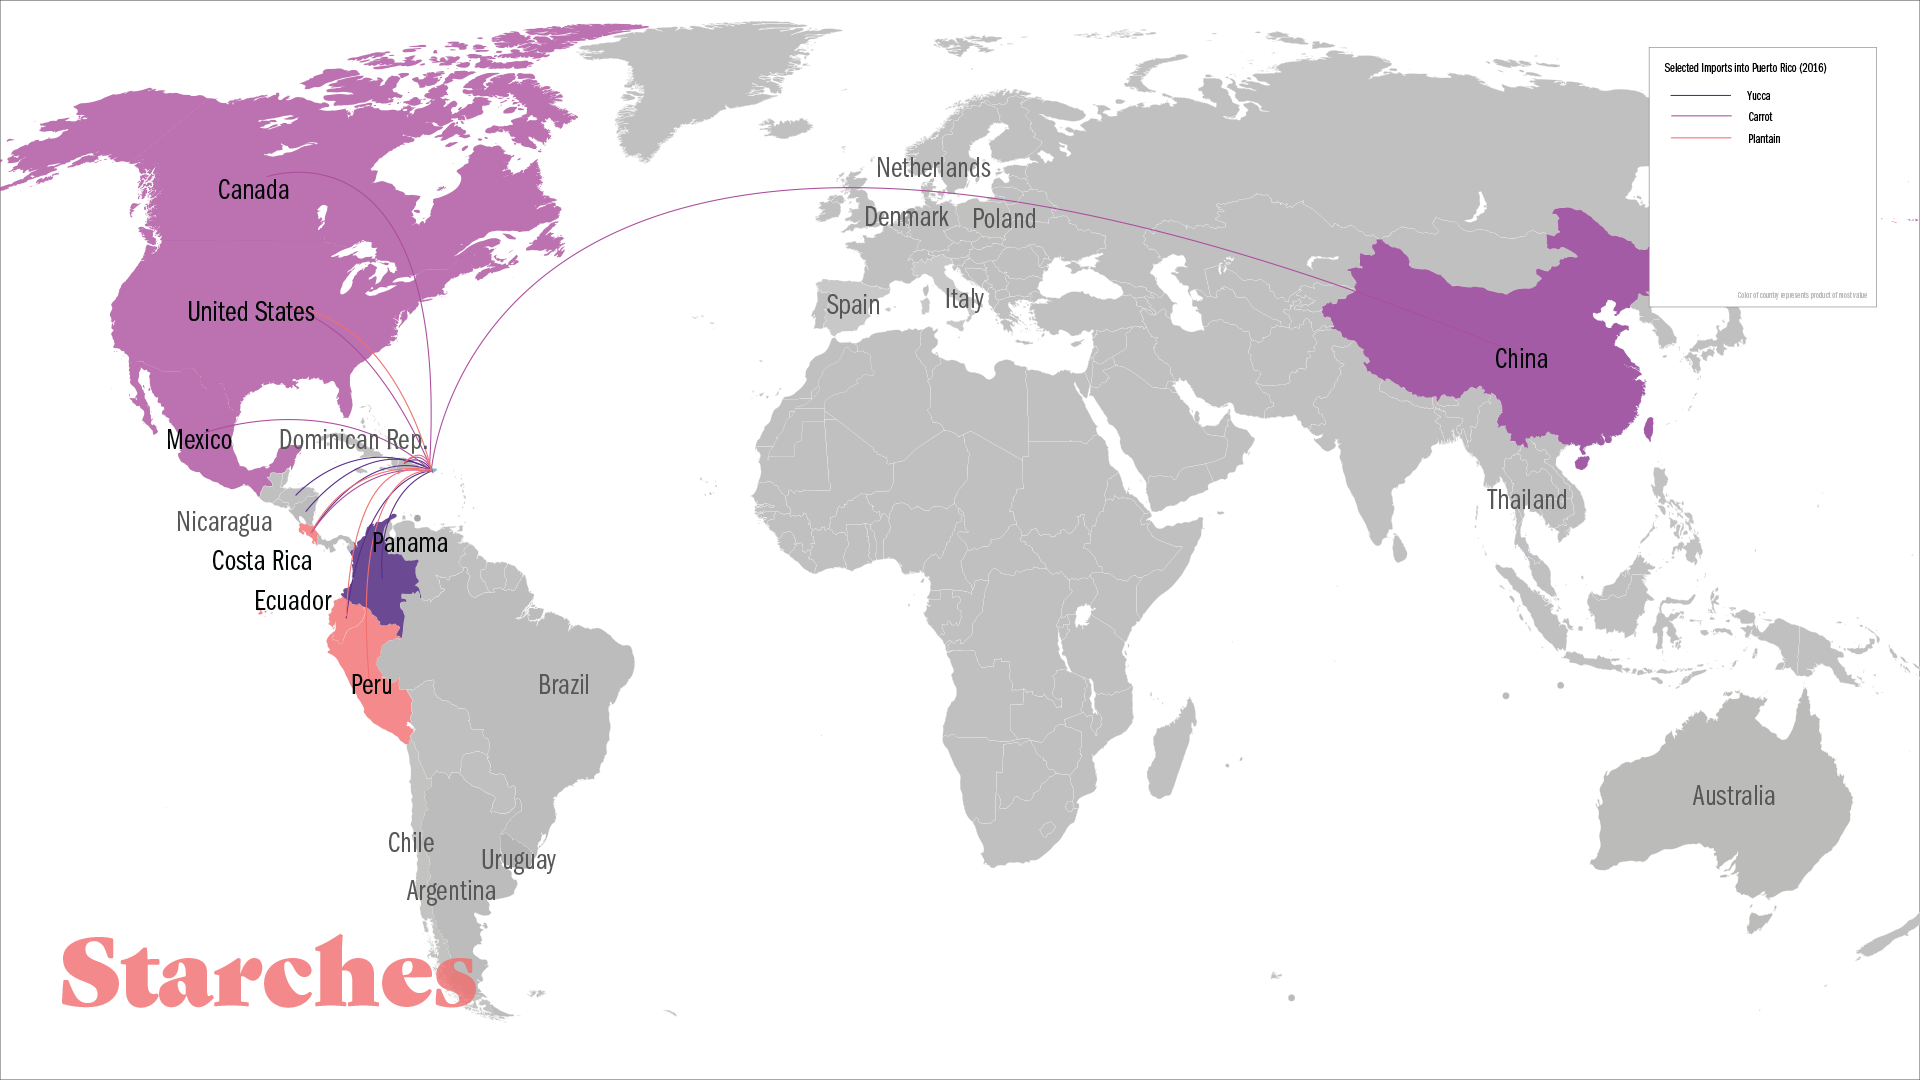 Selected Imports into Puerto Rico (2016)
Yucca
Carrot
Plantain
Color of country represents product of most value
Netherlands
Canada
Denmark
Poland
Italy
Spain
United States
China
Mexico
Dominican Rep.
Thailand
Nicaragua
Panama
Costa Rica
Ecuador
Peru
Brazil
Australia
Chile
Uruguay
Argentina
Starches